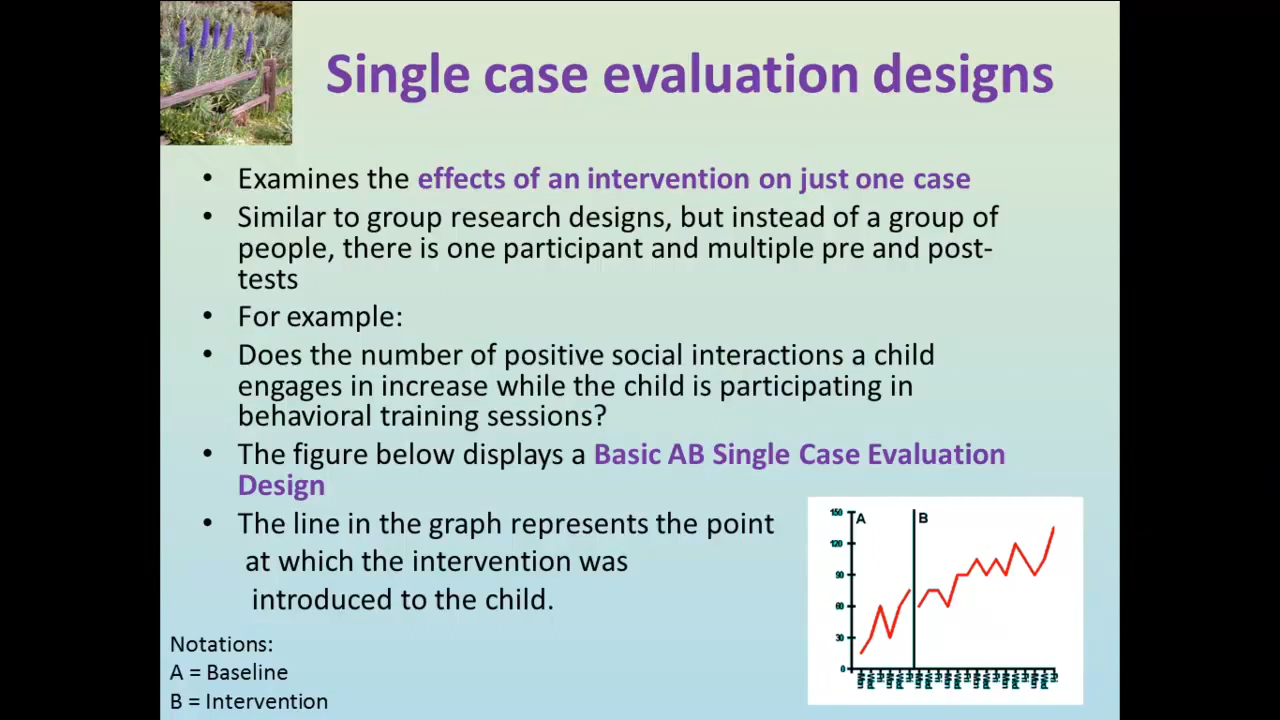 Single case evaluation designs
• Examines the effects of an intervention on just one case
• Similar to group research designs, but instead of a group of
people, there is one participant and multiple pre and post-
tests
• For example:
• Does the number of positive social interactions a child
engages in increase while the child is participating in
behavioral training sessions?
• The figure below displays a Basic AB Single Case Evaluation
Design
• The line in the graph represents the point
at which the intervention was
introduced to the child.
Notations:
A = Baseline
B = Intervention
A B
150
120
90
60
30
0